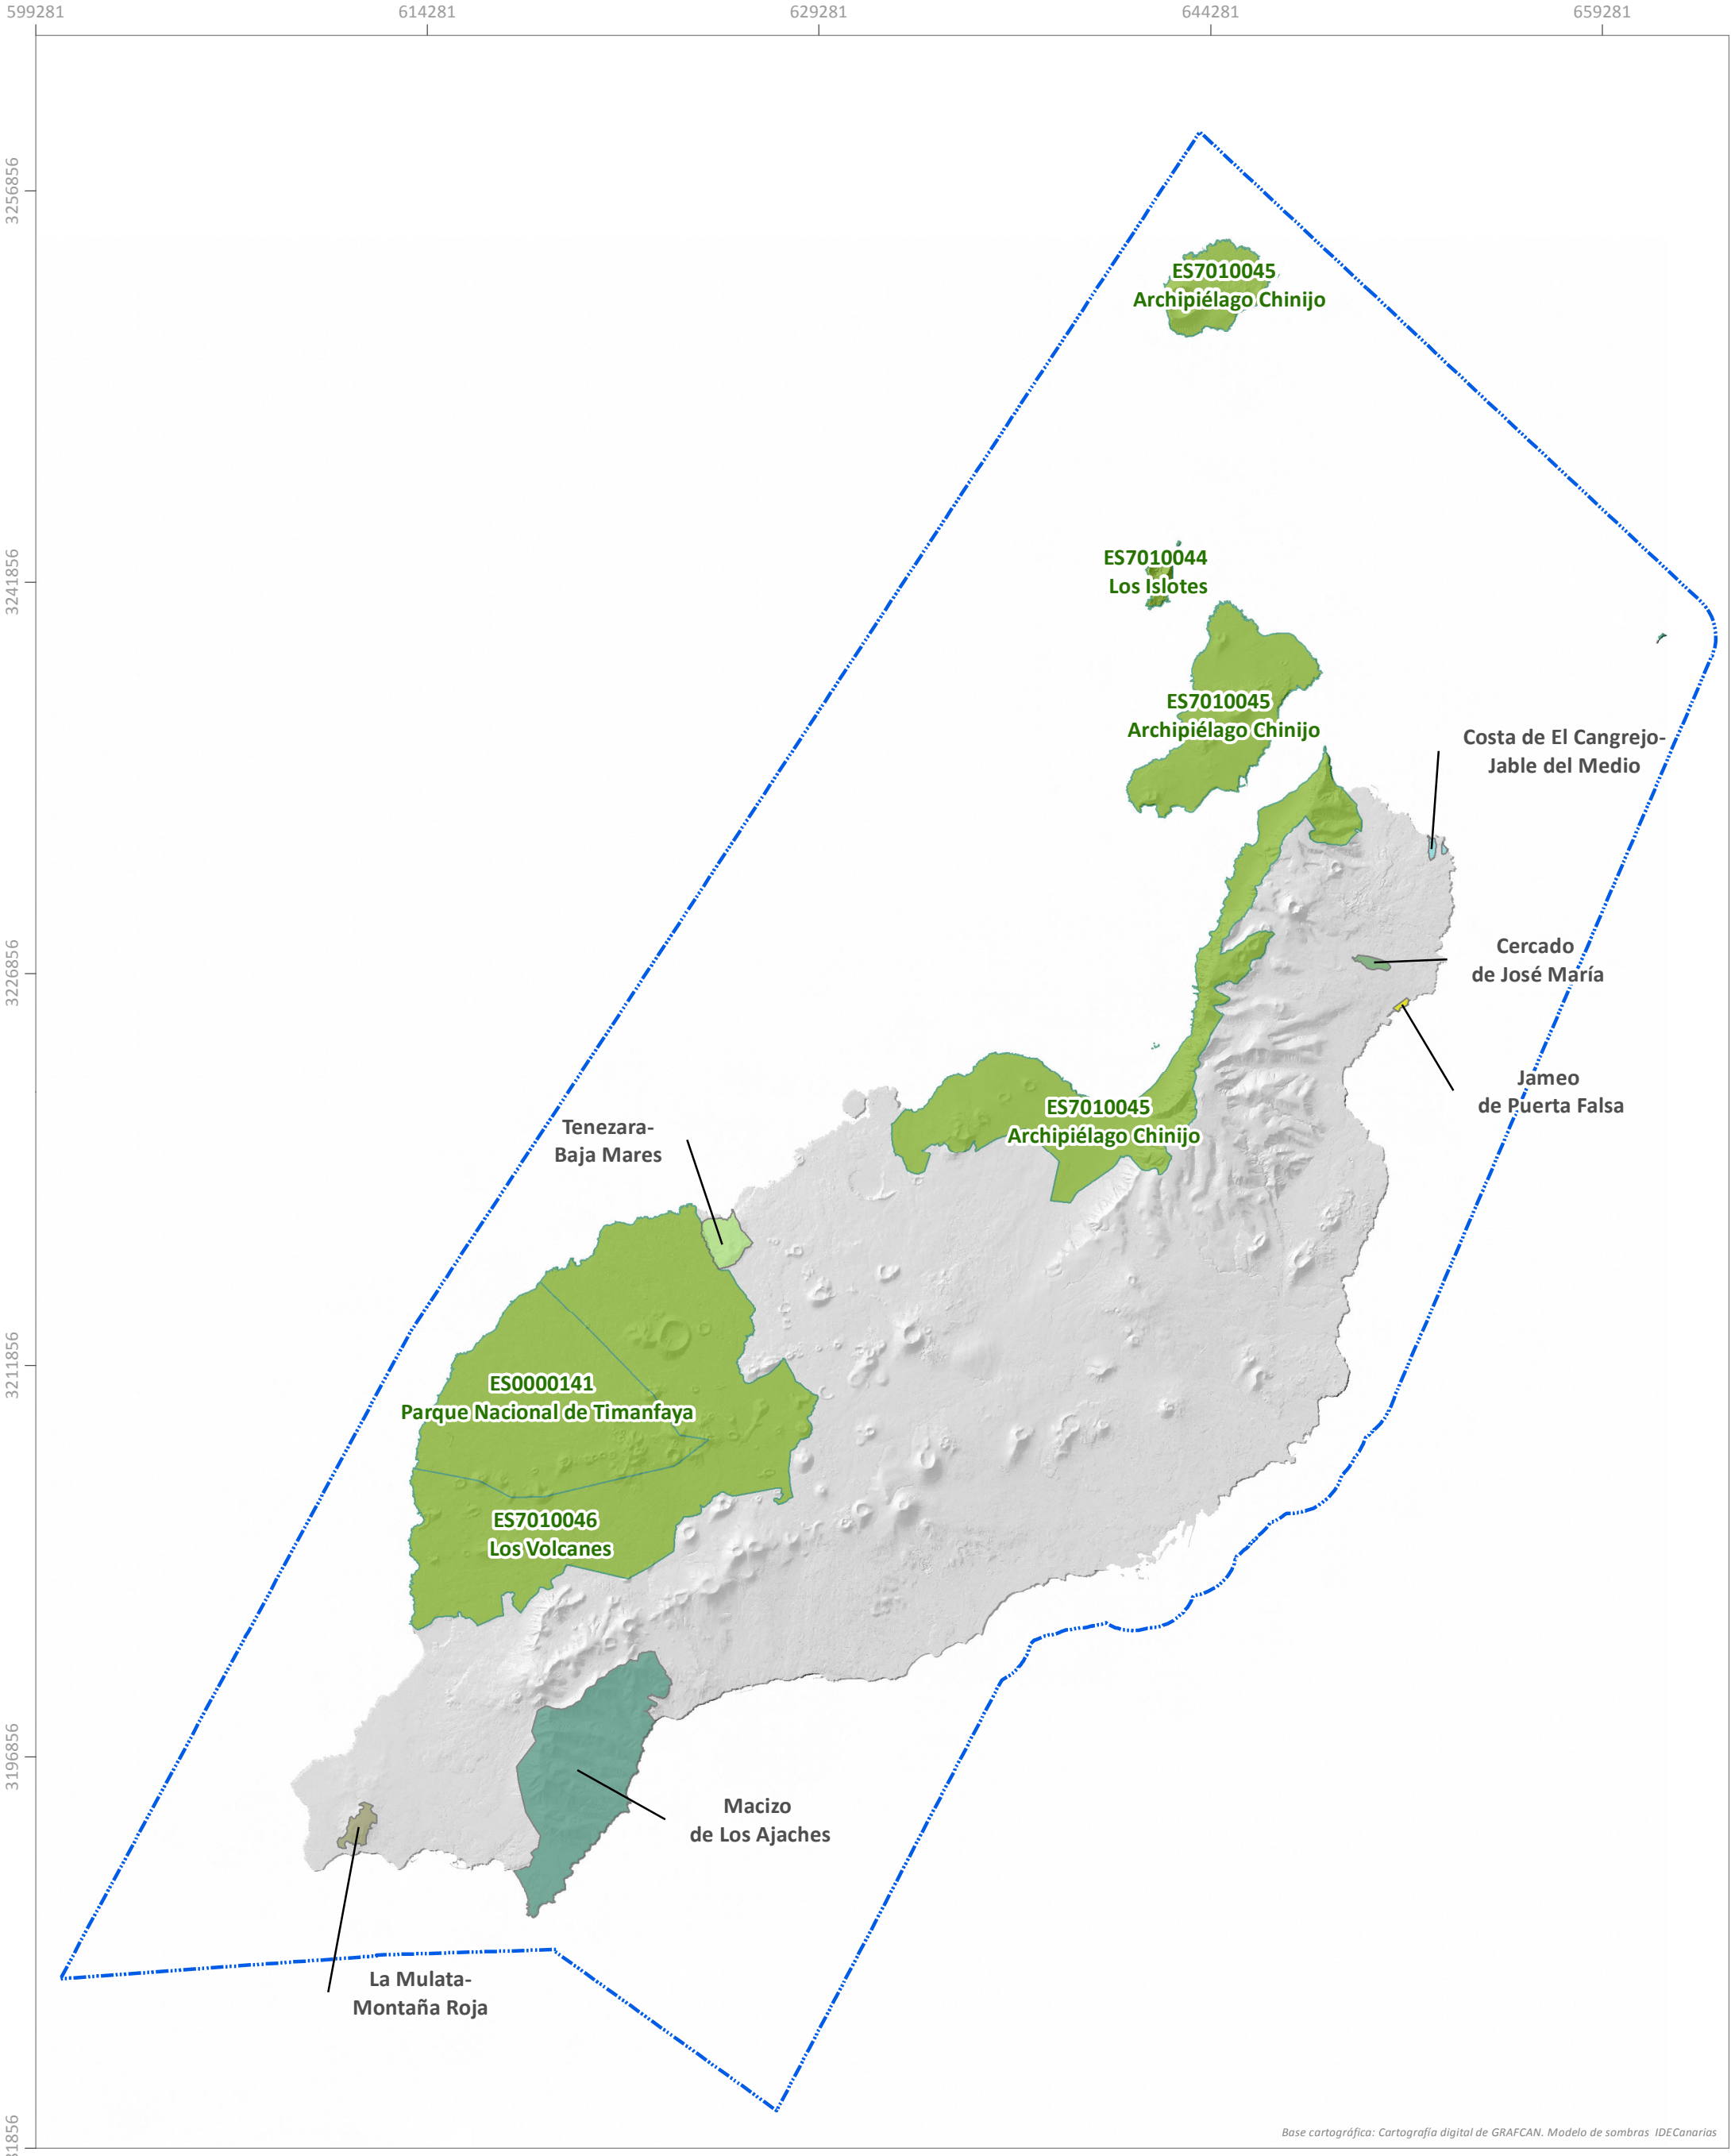 599281
614281
629281
644281
659281
3256856
ES7010045
Archipiélago Chinijo
3241856
ES7010044
Los Islotes
ES7010045
Archipiélago Chinijo
Costa de El Cangrejo-
Jable del Medio
3226856
Cercado
de José María
Jameo
de Puerta Falsa
ES7010045
Archipiélago Chinijo
Tenezara-
Baja Mares
3211856
ES0000141
Parque Nacional de Timanfaya
ES7010046
Los Volcanes
3196856
Macizo
de Los Ajaches
La Mulata-
Montaña Roja
Base cartográfica: Cartografía digital de GRAFCAN. Modelo de sombras IDECanarias